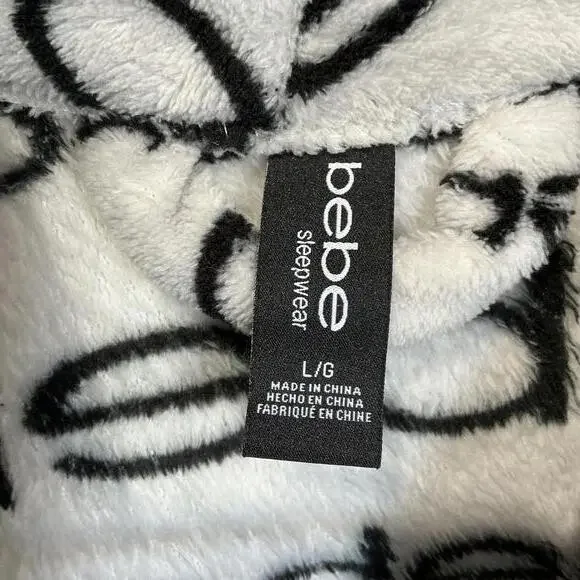 bebe
sleepwear
L/G
MADE IN CHINA
HECHO EN CHINA
FABRIQUÉ EN CHINE